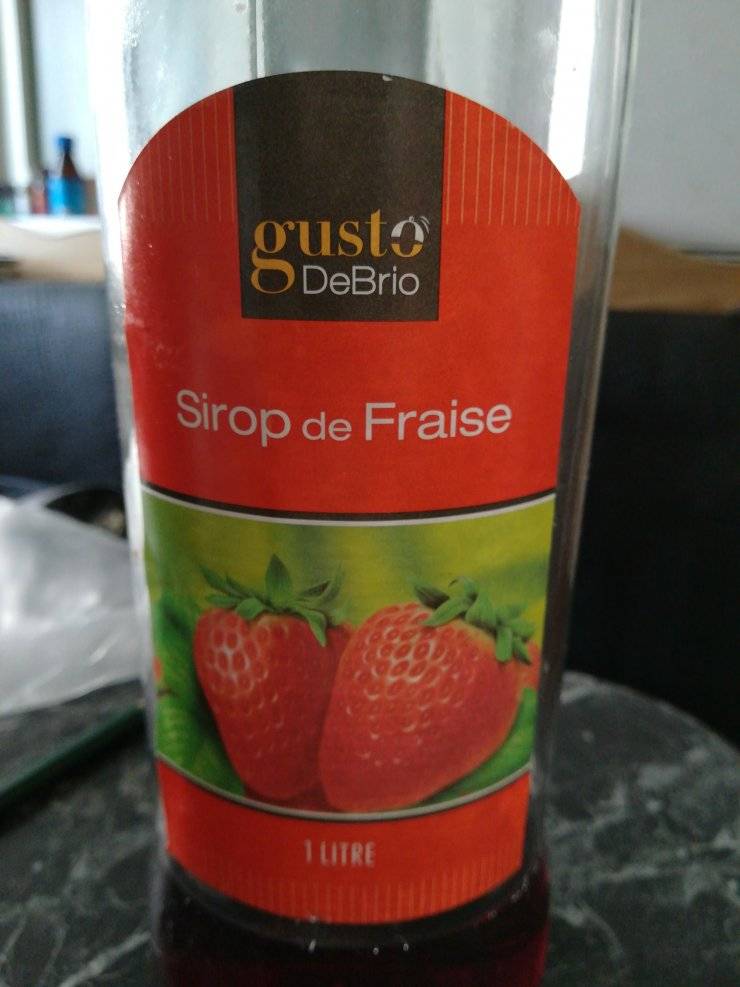 gusto
DeBrio
Sirop de Fraise
1 LITRE